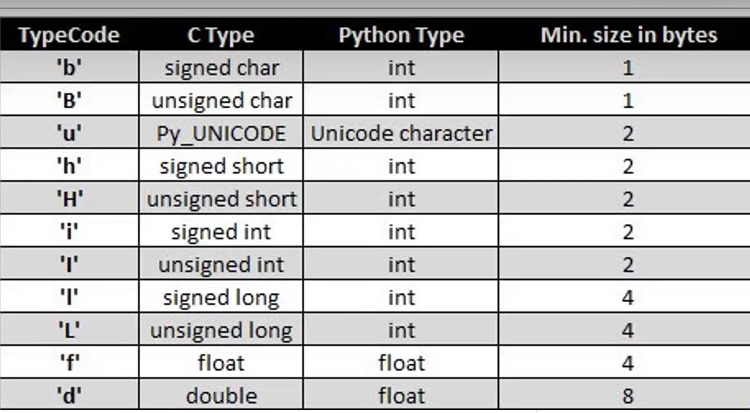 TypeCode C Type Python Type Min. size in bytes
'b' signed char int 1
'B' unsigned char int 1
'u' Py_UNICODE Unicode character 2
'h' signed short int 2
'H' unsigned short int 2
'i' signed int int 2
'I' unsigned int int 2
'l' signed long int 4
'L' unsigned long int 4
'f' float float 4
'd' double float 8